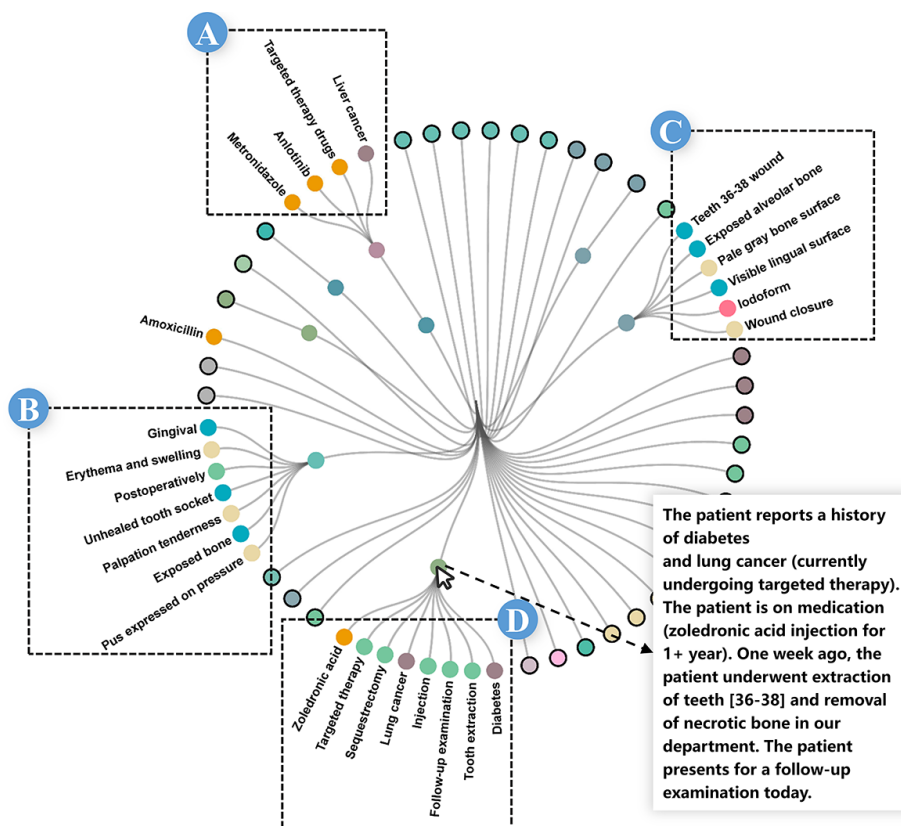 A
Metronidazole
Anlotinib
Targeted therapy drugs
Liver cancer
C
Teeth 36-38 wound
Exposed alveolar bone
Pale gray bone surface
Visible lingual surface
Iodoform
Wound closure
Amoxicillin
B
Gingival
Erythema and swelling
Postoperatively
Unhealed tooth socket
Palpation tenderness
Exposed bone
Pus expressed on pressure
D
Zoledronic acid
Targeted therapy
Sequestrectomy
Lung cancer
Injection
Follow-up examination
Tooth extraction
Diabetes
The patient reports a history
of diabetes
and lung cancer (currently
undergoing targeted therapy).
The patient is on medication
(zoledronic acid injection for
1+ year). One week ago, the
patient underwent extraction
of teeth [36-38] and removal
of necrotic bone in our
department. The patient
presents for a follow-up
examination today.